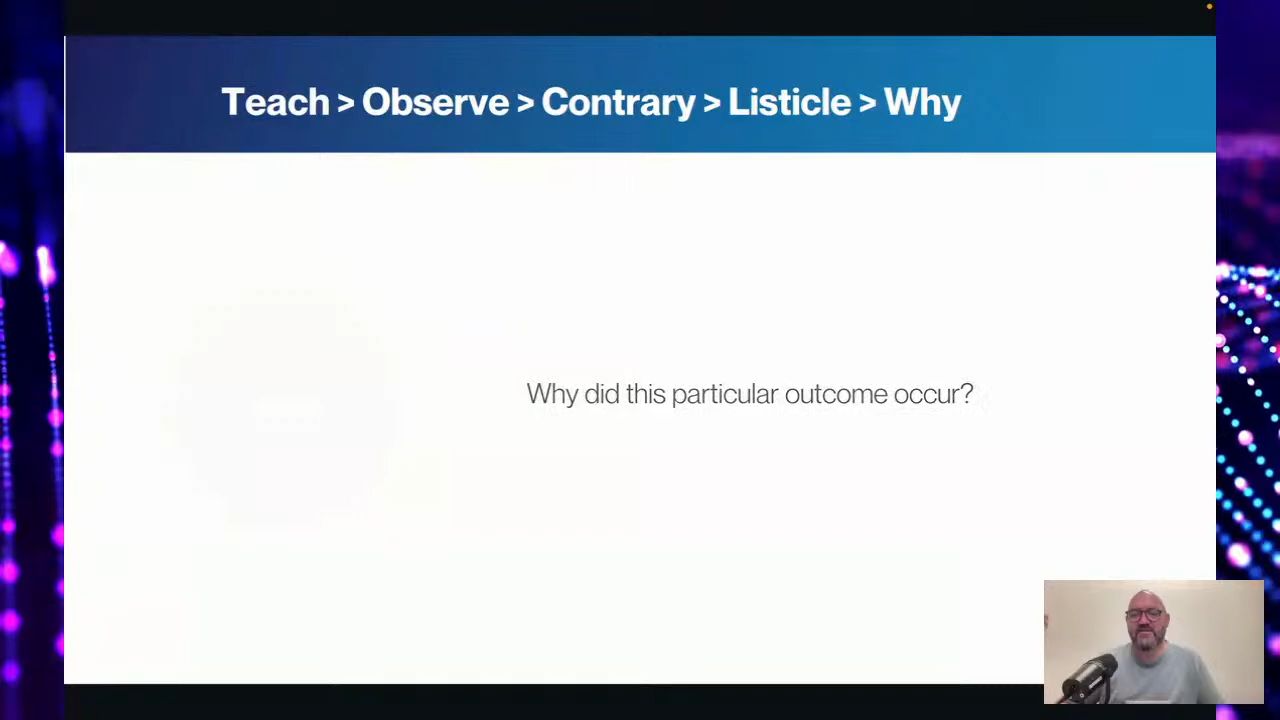 Teach > Observe > Contrary > Listicle > Why
Why did this particular outcome occur?